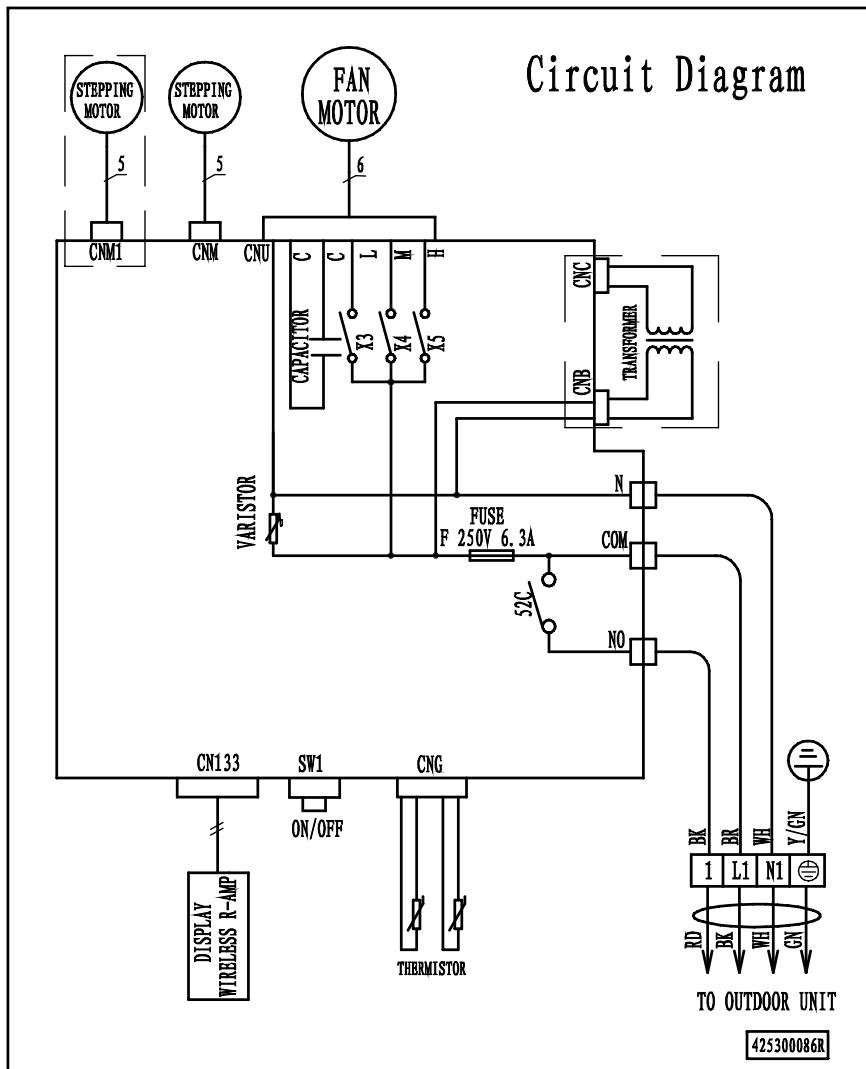 Circuit Diagram
STEPPING
MOTOR
STEPPING
MOTOR
FAN
MOTOR
5
5
6
CNM1
CNM
CNU
C
C
L
M
H
CAPACITOR
X3
X4
X5
CNC
TRANSFORMER
CNB
VARISTOR
N
FUSE
F 250V 6.3A
COM
52C
NO
CN133
SW1
CNG
ON/OFF
DISPLAY
WIRELESS R-AMP
THERMISTOR
BK
BR
WH
Y/GN
1
L1
N1
RD
BK
WH
GN
TO OUTDOOR UNIT
425300086R